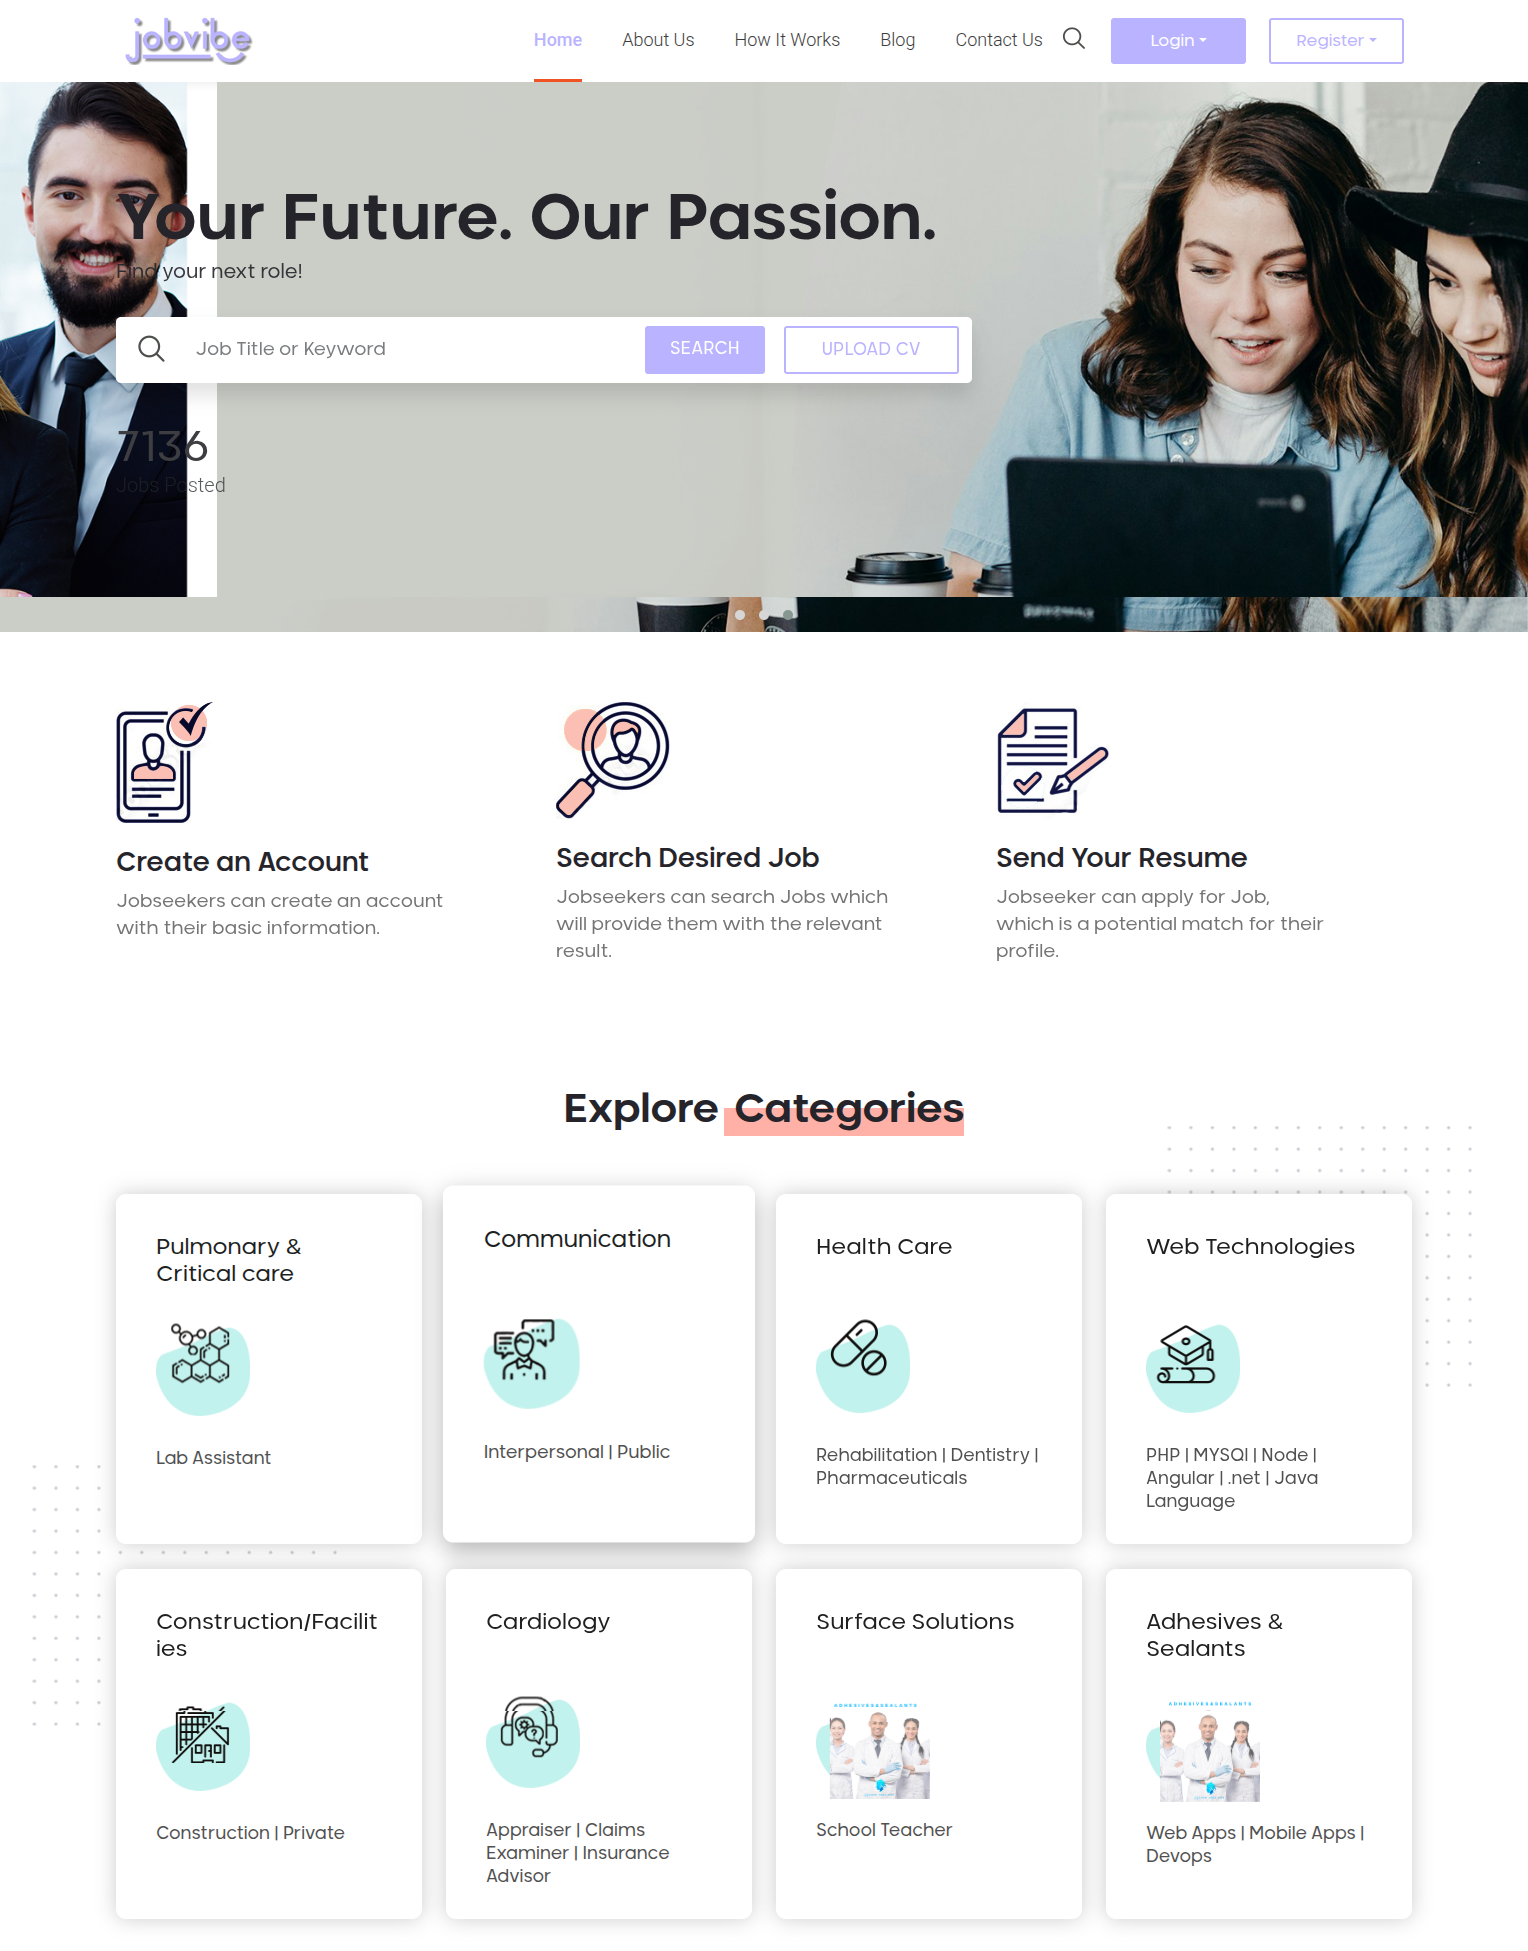 jobvibe
Home About Us How It Works Blog Contact Us Login Register
Your Future. Our Passion.
Find your next role!
Job Title or Keyword SEARCH UPLOAD CV
7136
Jobs Posted
Create an Account
Jobseekers can create an account
with their basic information.
Search Desired Job
Jobseekers can search Jobs which
will provide them with the relevant
result.
Send Your Resume
Jobseeker can apply for Job,
which is a potential match for their
profile.
Explore Categories
Pulmonary &
Critical care
Lab Assistant
Communication
Interpersonal | Public
Health Care
Rehabilitation | Dentistry |
Pharmaceuticals
Web Technologies
PHP | MYSQl | Node |
Angular | .net | Java
Language
Construction/Facilit
ies
Construction | Private
Cardiology
Appraiser | Claims
Examiner | Insurance
Advisor
Surface Solutions
ADHESIVES&SEALANTS
School Teacher
Adhesives &
Sealants
ADHESIVES&SEALANTS
Web Apps | Mobile Apps |
Devops